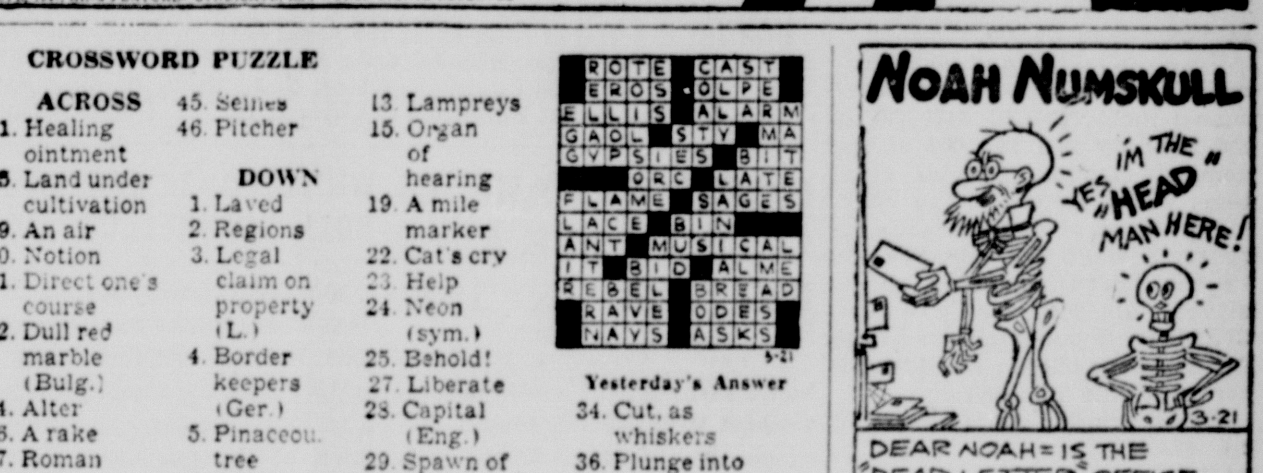 CROSSWORD PUZZLE
ACROSS
1. Healing
ointment
5. Land under
cultivation
9. An air
0. Notion
1. Direct one's
course
2. Dull red
marble
(Bulg.)
4. Alter
6. A rake
7. Roman
45. Seines
46. Pitcher
DOWN
1. Laved
2. Regions
3. Legal
claim on
property
(L.)
4. Border
keepers
(Ger.)
5. Pinaceou.
tree
13. Lampreys
15. Organ
of
hearing
19. A mile
marker
22. Cat's cry
23. Help
24. Neon
(sym.)
25. Behold!
27. Liberate
28. Capital
(Eng.)
29. Spawn of
ROTE CAST
EROS OLPE
ELLIS ALARM
GAOL STY MA
GYPSIES BIT
ORC LATE
FLAME SAGES
LACE BIN
ANT MUSICAL
IT BID ALME
REBEL BREAD
RAVE ODES
NAYS ASKS
3-21
Yesterday's Answer
34. Cut, as
whiskers
36. Plunge into
NOAH NUMSKULL
YES, I'M THE
"HEAD"
MAN HERE!
3-21
DEAR NOAH = IS THE